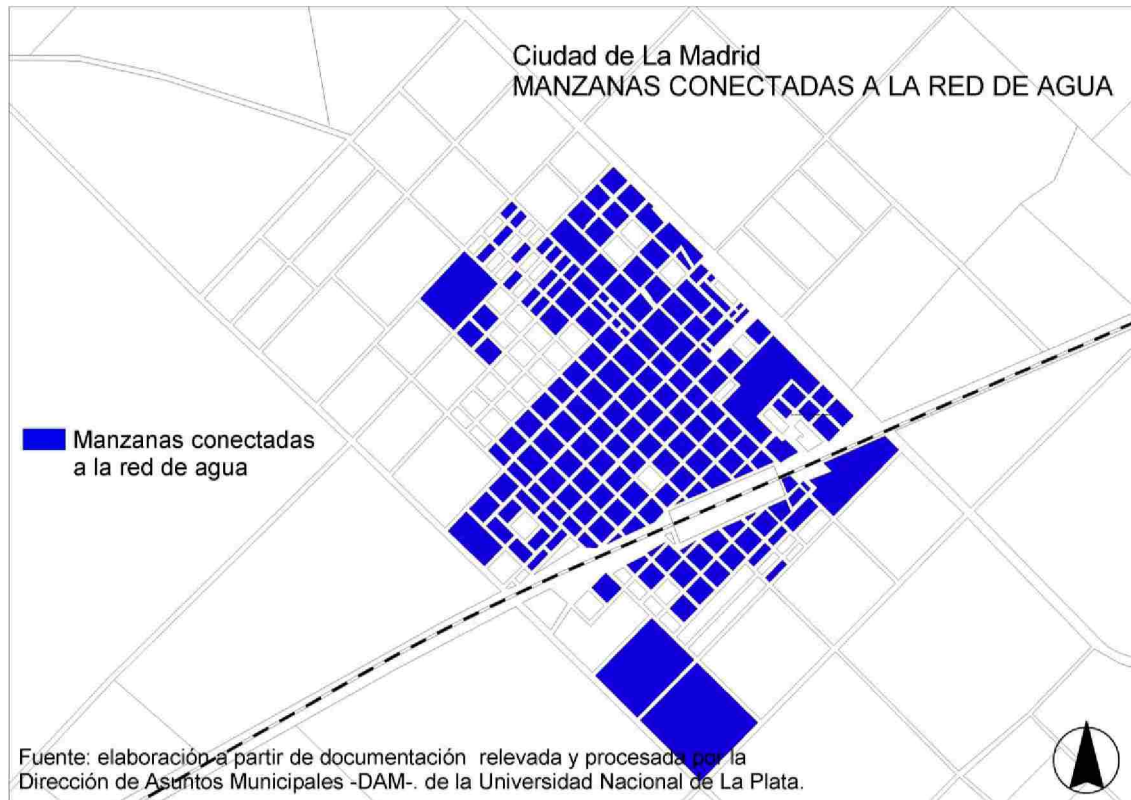 Ciudad de La Madrid
MANZANAS CONECTADAS A LA RED DE AGUA
Manzanas conectadas
a la red de agua
Fuente: elaboración a partir de documentación relevada y procesada por la
Dirección de Asuntos Municipales -DAM-. de la Universidad Nacional de La Plata.